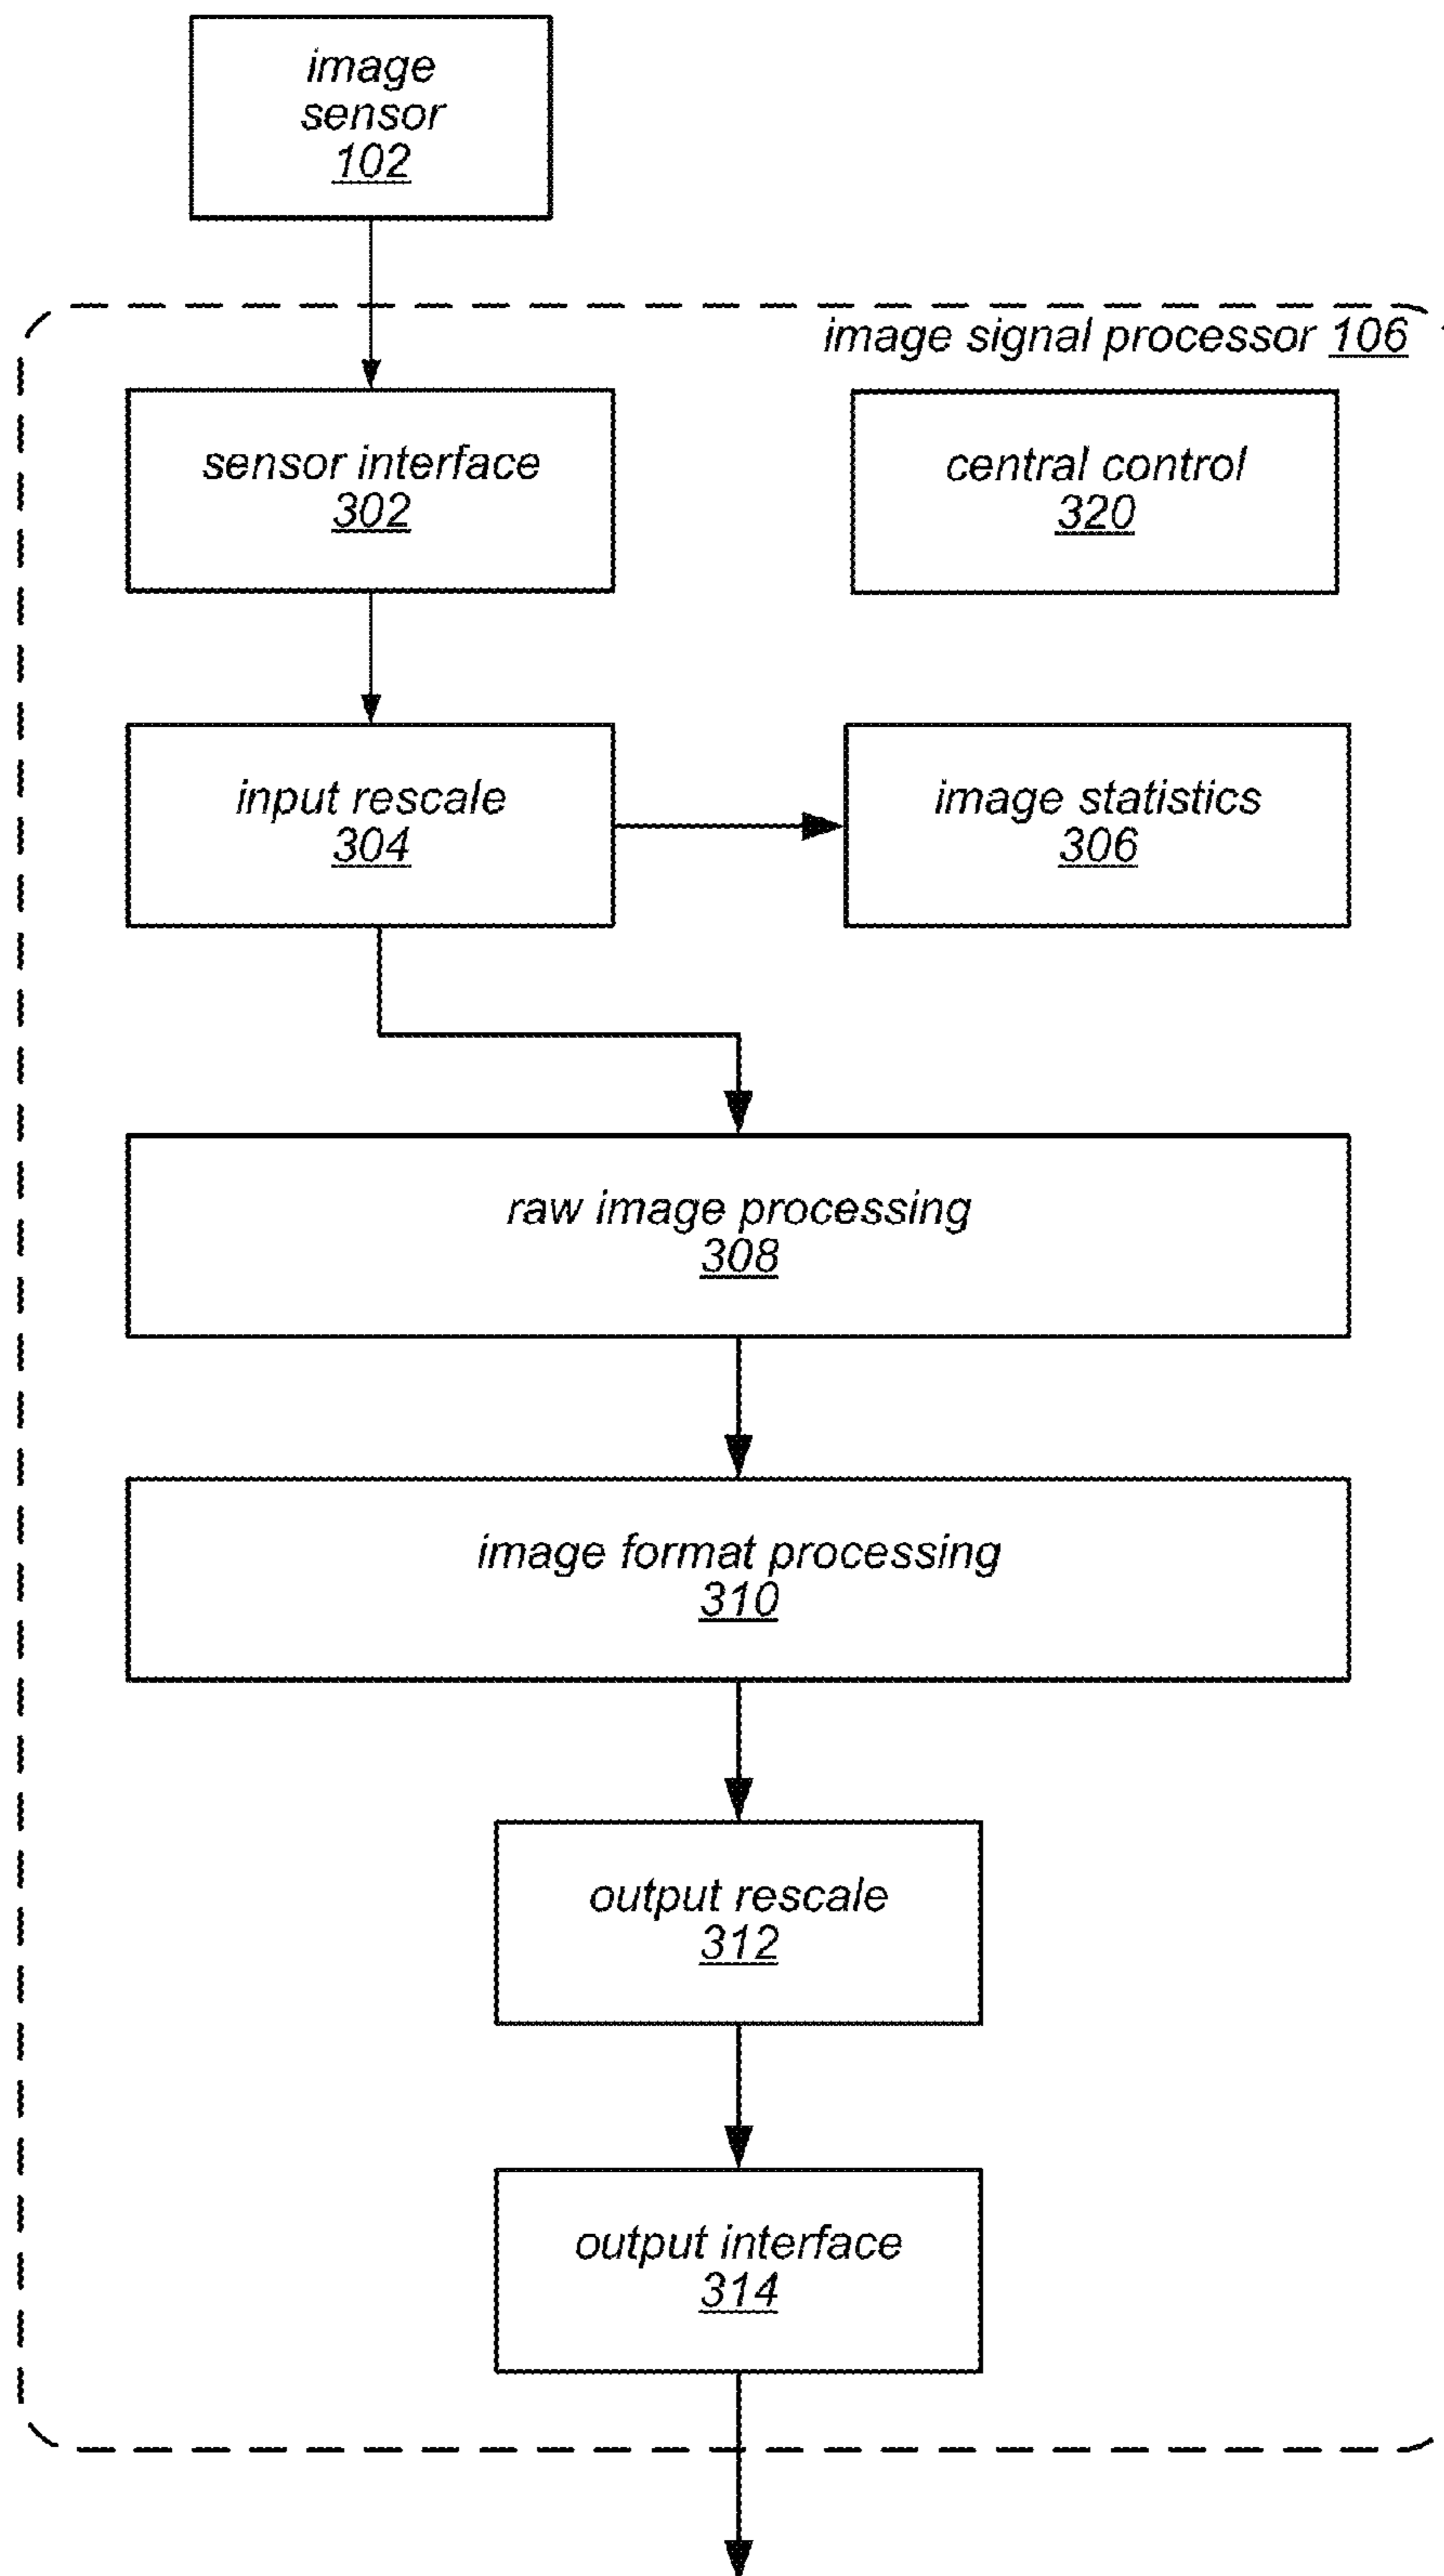 image
sensor
102
image signal processor 106
sensor interface
302
central control
320
input rescale
304
image statistics
306
raw image processing
308
image format processing
310
output rescale
312
output interface
314